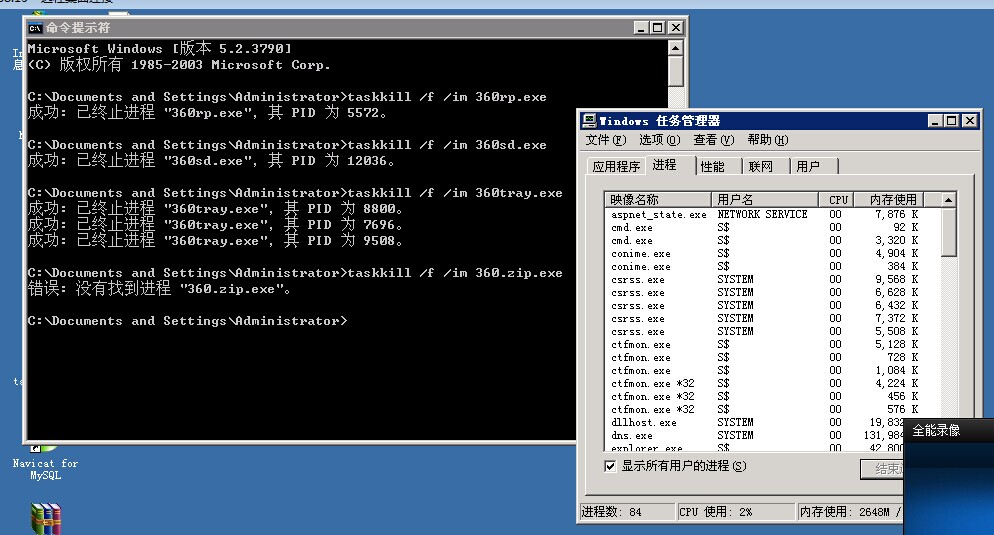 远程桌面连接
命令提示符
Microsoft Windows [版本 5.2.3790]
(C) 版权所有 1985-2003 Microsoft Corp.
C:\Documents and Settings\Administrator>taskkill /f /im 360rp.exe
成功: 已终止进程 "360rp.exe", 其 PID 为 5572。
C:\Documents and Settings\Administrator>taskkill /f /im 360sd.exe
成功: 已终止进程 "360sd.exe", 其 PID 为 12036。
C:\Documents and Settings\Administrator>taskkill /f /im 360tray.exe
成功: 已终止进程 "360tray.exe", 其 PID 为 8800。
成功: 已终止进程 "360tray.exe", 其 PID 为 7696。
成功: 已终止进程 "360tray.exe", 其 PID 为 9508。
C:\Documents and Settings\Administrator>taskkill /f /im 360.zip.exe
错误: 没有找到进程 "360.zip.exe"。
C:\Documents and Settings\Administrator>
Navicat for
MySQL
Windows 任务管理器
文件(F) 选项(O) 查看(V) 帮助(H)
应用程序 进程 性能 联网 用户
映像名称 用户名 CPU 内存使用
aspnet_state.exe NETWORK SERVICE 00 7,876 K
cmd.exe S$ 00 92 K
cmd.exe S$ 00 3,320 K
conime.exe S$ 00 4,904 K
conime.exe S$ 00 384 K
csrss.exe SYSTEM 00 9,568 K
csrss.exe SYSTEM 00 6,628 K
csrss.exe SYSTEM 00 6,432 K
csrss.exe SYSTEM 00 7,372 K
csrss.exe SYSTEM 00 5,508 K
ctfmon.exe S$ 00 5,128 K
ctfmon.exe S$ 00 728 K
ctfmon.exe S$ 00 1,084 K
ctfmon.exe *32 S$ 00 4,224 K
ctfmon.exe *32 S$ 00 456 K
ctfmon.exe *32 S$ 00 576 K
dllhost.exe SYSTEM 00 19,832
dns.exe SYSTEM 00 131,984
explorer.exe S$ 00 42,800
显示所有用户的进程(S)
结束
进程数: 84 CPU 使用: 2% 内存使用: 2648M /
全能录像